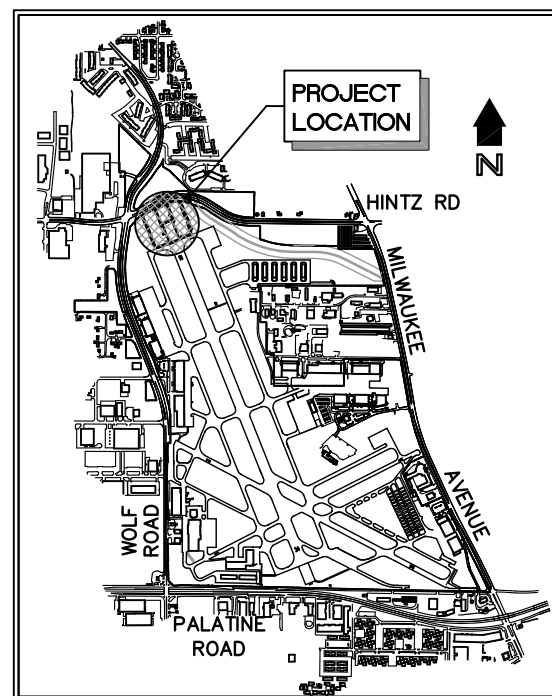 PROJECT
LOCATION
N
HINTZ RD
MILWAUKEE
AVENUE
WOLF
ROAD
PALATINE
ROAD